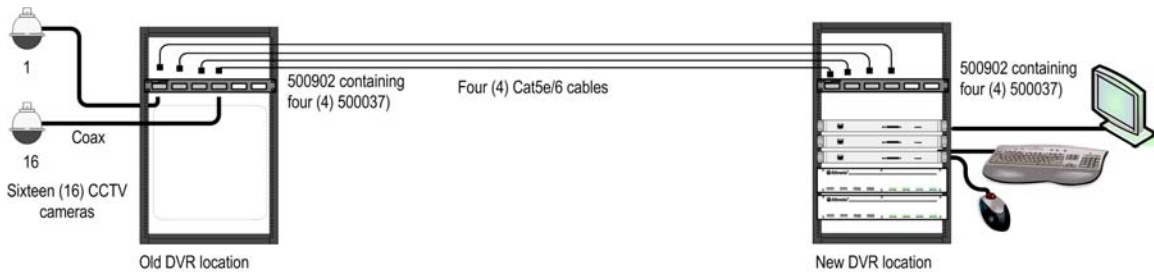 1
Coax
16
Sixteen (16) CCTV
cameras
Old DVR location
500902 containing
four (4) 500037)
Four (4) Cat5e/6 cables
500902 containing
four (4) 500037)
New DVR location